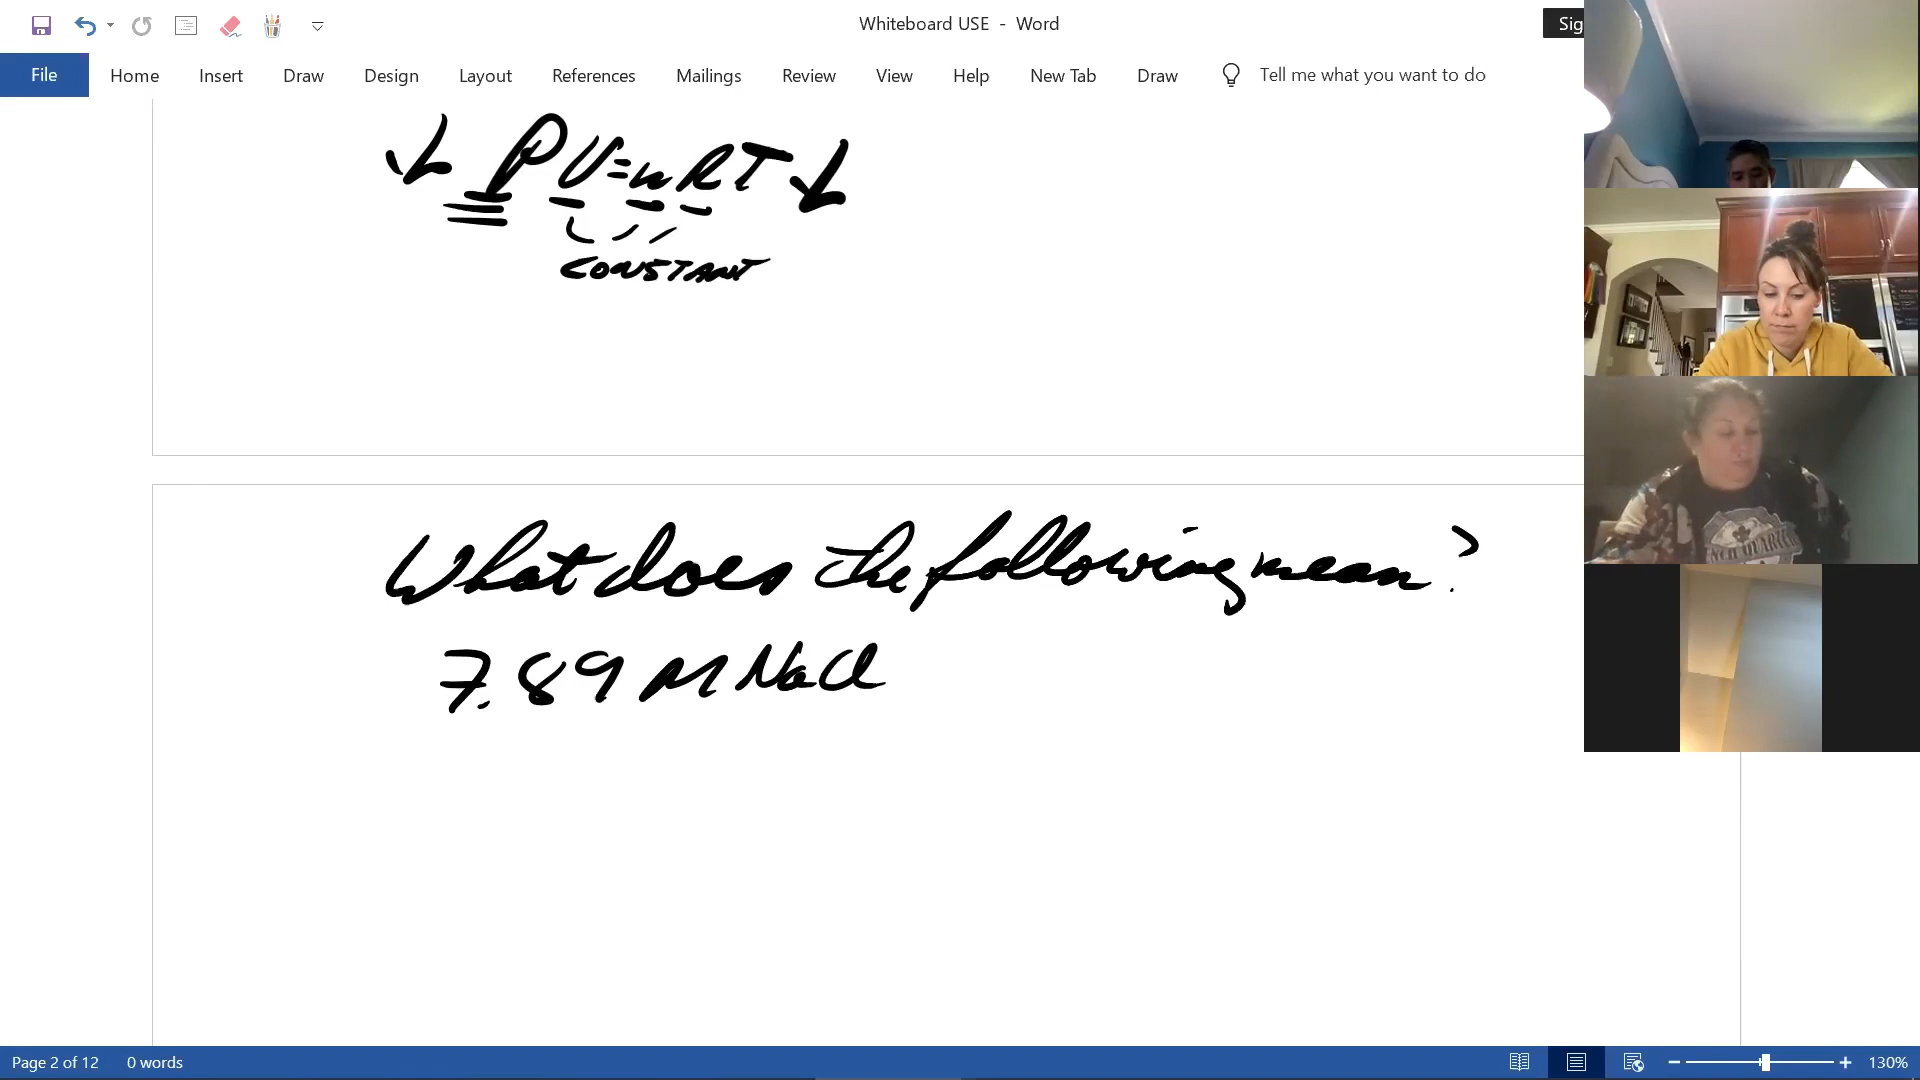 Whiteboard USE - Word
Sig
File Home Insert Draw Design Layout References Mailings Review View Help New Tab Draw Tell me what you want to do
PV=nRT
CONSTANT
What does the following mean?
7.89 M NaCl
Page 2 of 12 0 words
130%